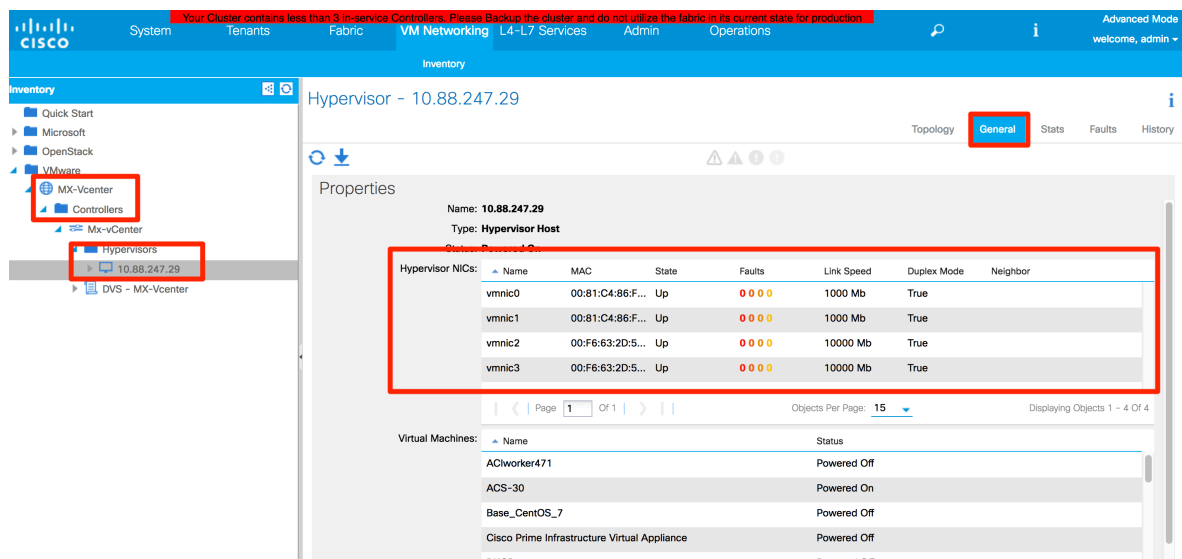 Your Cluster contains less than 3 in-service Controllers. Please Backup the cluster and do not utilize the fabric in its current state for production
CISCO
System Tenants Fabric VM Networking L4-L7 Services Admin Operations i
Advanced Mode
welcome, admin
Inventory
Inventory
Quick Start
Microsoft
OpenStack
VMware
MX-Vcenter
Controllers
Mx-vCenter
Hypervisors
10.88.247.29
DVS - MX-Vcenter
Hypervisor - 10.88.247.29
i
Topology General Stats Faults History
Properties
Name: 10.88.247.29
Type: Hypervisor Host
Status: Powered On
Hypervisor NICs: Name MAC State Faults Link Speed Duplex Mode Neighbor
vmnic0 00:81:C4:86:F... Up 0 0 0 0 1000 Mb True
vmnic1 00:81:C4:86:F... Up 0 0 0 0 1000 Mb True
vmnic2 00:F6:63:2D:5... Up 0 0 0 0 10000 Mb True
vmnic3 00:F6:63:2D:5... Up 0 0 0 0 10000 Mb True
Page 1 Of 1 Objects Per Page: 15 Displaying Objects 1 - 4 Of 4
Virtual Machines: Name Status
ACIworker471 Powered Off
ACS-30 Powered On
Base_CentOS_7 Powered Off
Cisco Prime Infrastructure Virtual Appliance Powered Off